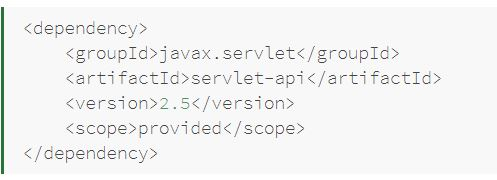 <dependency>
    <groupId>javax.servlet</groupId>
    <artifactId>servlet-api</artifactId>
    <version>2.5</version>
    <scope>provided</scope>
</dependency>